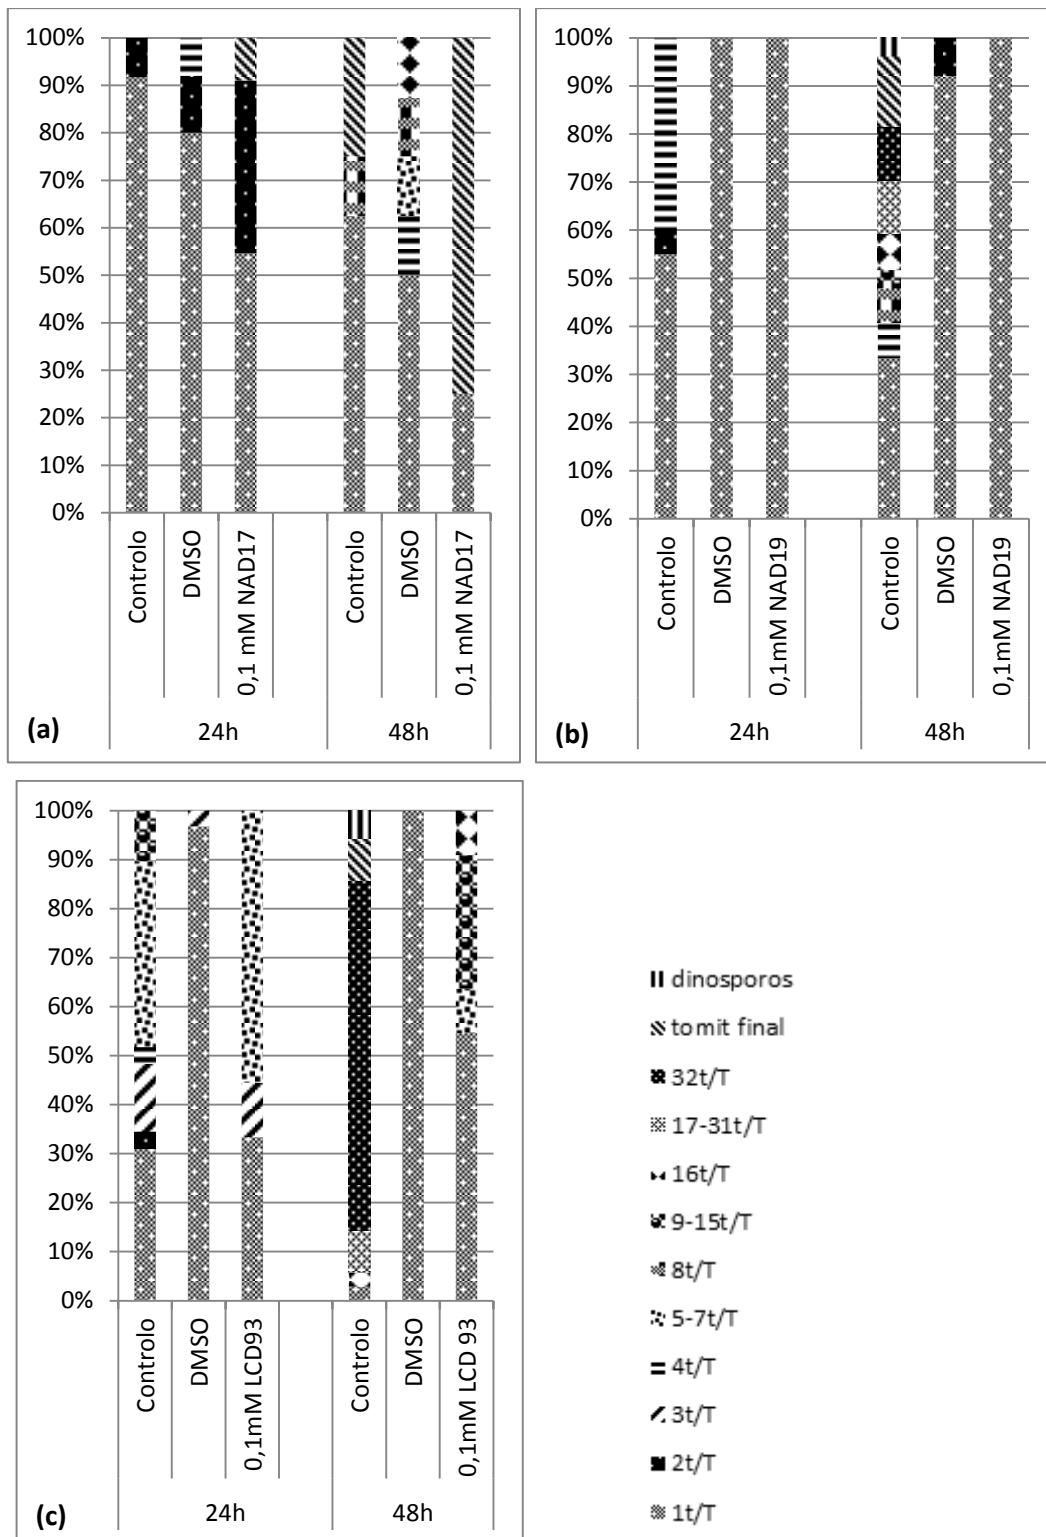 100%
90%
80%
70%
60%
50%
40%
30%
20%
10%
0%
Controlo
DMSO
0,1 mM NAD17
Controlo
DMSO
0,1 mM NAD17
24h
48h
(a)
100%
90%
80%
70%
60%
50%
40%
30%
20%
10%
0%
Controlo
DMSO
0,1mM NAD19
Controlo
DMSO
0,1mM NAD19
24h
48h
(b)
100%
90%
80%
70%
60%
50%
40%
30%
20%
10%
0%
Controlo
DMSO
0,1mM LCD93
Controlo
DMSO
0,1mM LCD 93
24h
48h
(c)
dinosporos
tomit final
32t/T
17-31t/T
16t/T
9-15t/T
8t/T
5-7t/T
4t/T
3t/T
2t/T
1t/T